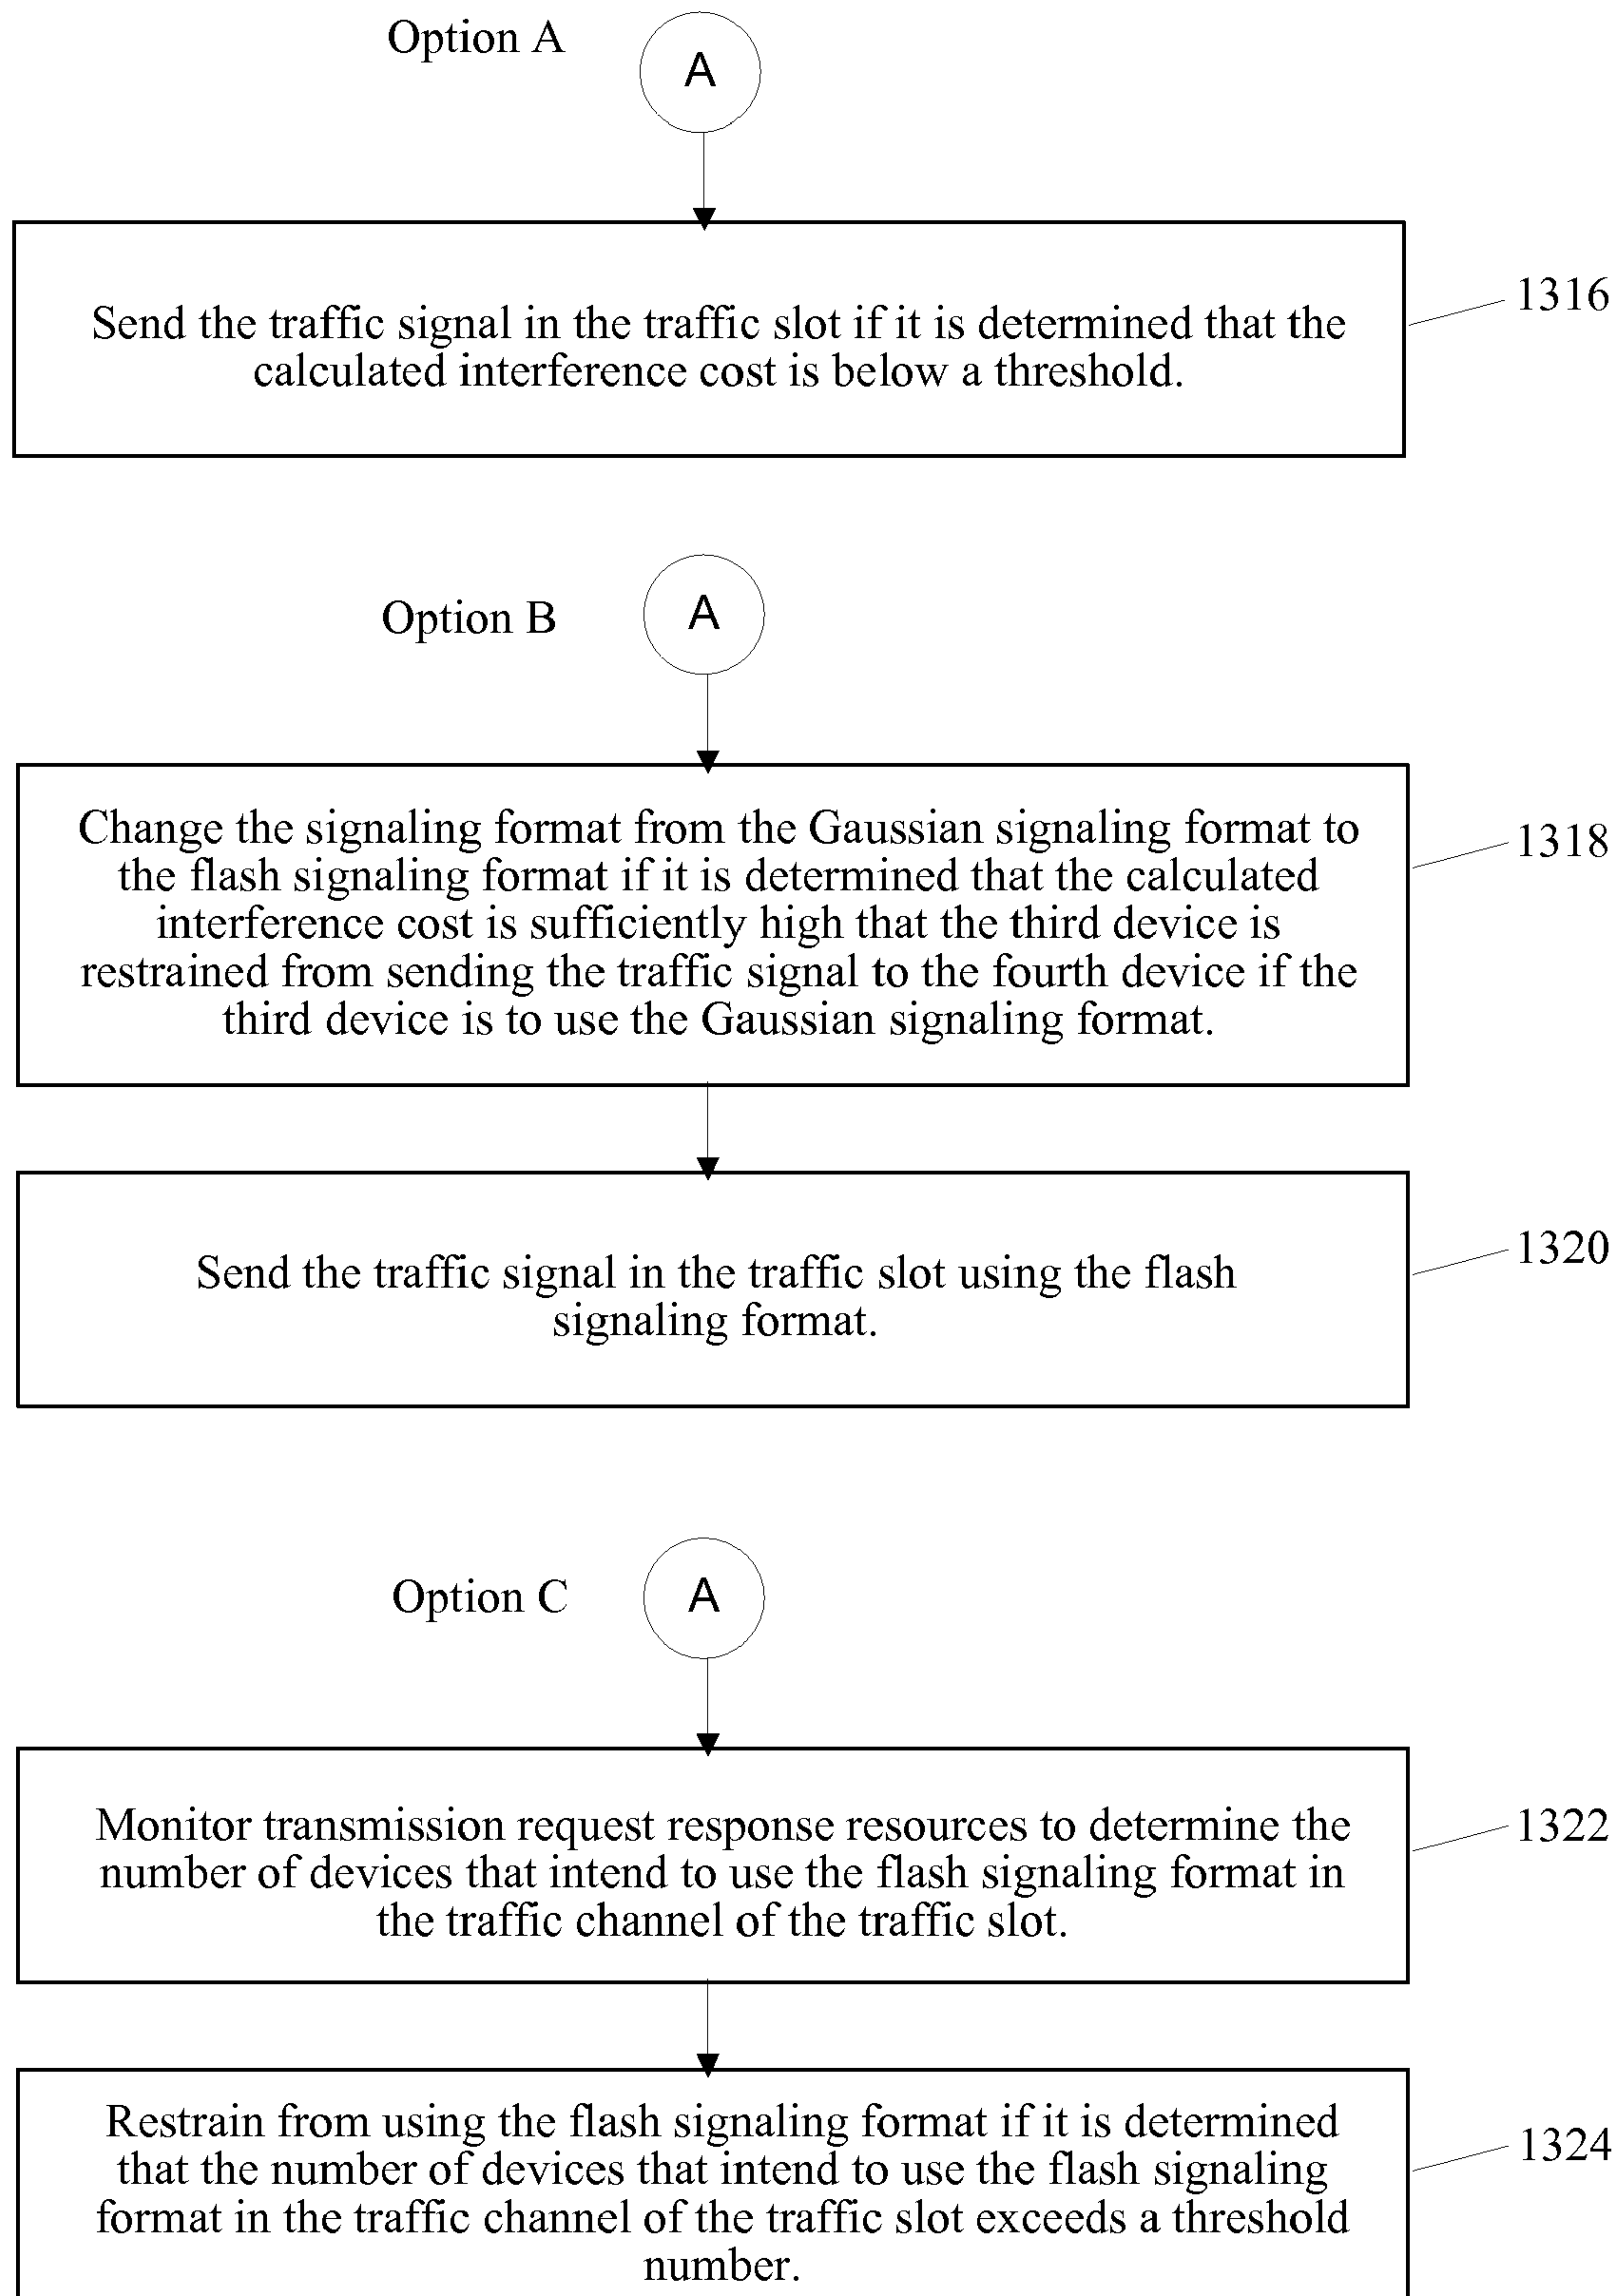 Option A
A
Send the traffic signal in the traffic slot if it is determined that the
calculated interference cost is below a threshold.
1316
Option B
A
Change the signaling format from the Gaussian signaling format to
the flash signaling format if it is determined that the calculated
interference cost is sufficiently high that the third device is
restrained from sending the traffic signal to the fourth device if the
third device is to use the Gaussian signaling format.
1318
Send the traffic signal in the traffic slot using the flash
signaling format.
1320
Option C
A
Monitor transmission request response resources to determine the
number of devices that intend to use the flash signaling format in
the traffic channel of the traffic slot.
1322
Restrain from using the flash signaling format if it is determined
that the number of devices that intend to use the flash signaling
format in the traffic channel of the traffic slot exceeds a threshold
number.
1324